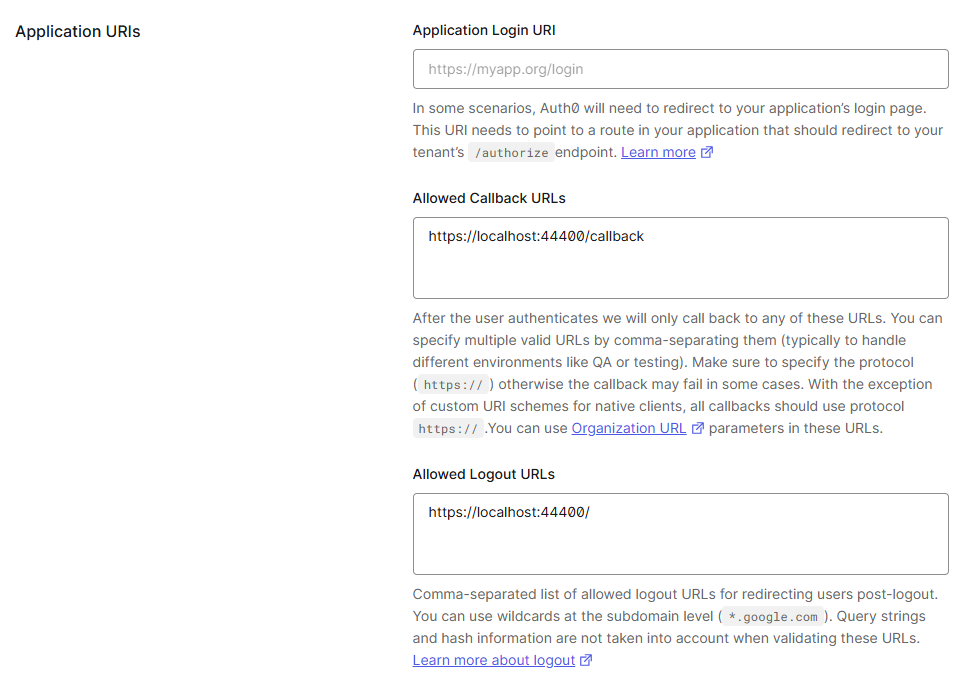 Application URIs
Application Login URI
https://myapp.org/login
In some scenarios, Auth0 will need to redirect to your application's login page.
This URI needs to point to a route in your application that should redirect to your
tenant's /authorize endpoint. Learn more
Allowed Callback URLs
https://localhost:44400/callback
After the user authenticates we will only call back to any of these URLs. You can
specify multiple valid URLs by comma-separating them (typically to handle
different environments like QA or testing). Make sure to specify the protocol
( https:// ) otherwise the callback may fail in some cases. With the exception
of custom URI schemes for native clients, all callbacks should use protocol
https:// .You can use Organization URL parameters in these URLs.
Allowed Logout URLs
https://localhost:44400/
Comma-separated list of allowed logout URLs for redirecting users post-logout.
You can use wildcards at the subdomain level ( *.google.com ). Query strings
and hash information are not taken into account when validating these URLs.
Learn more about logout